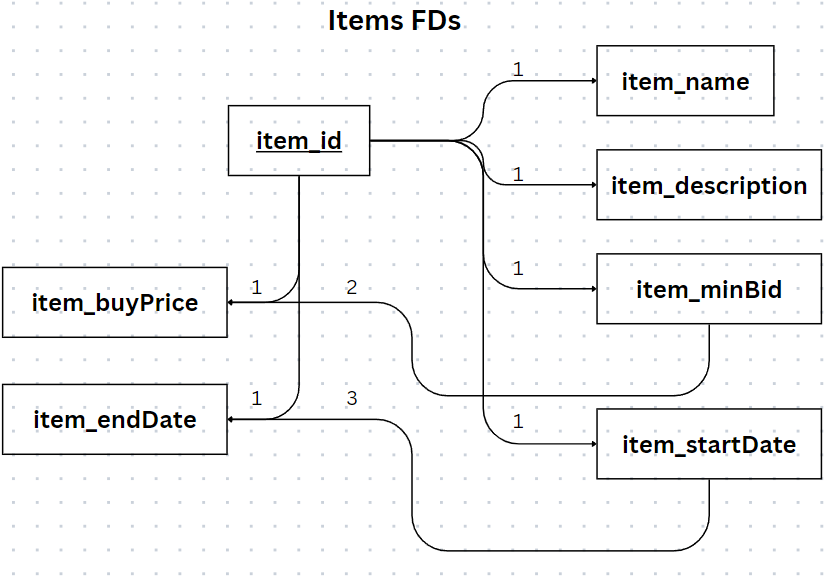 Items FDs
1
item_name
item_id
1
item_description
1
item_minBid
1
2
item_buyPrice
1
3
item_endDate
1
item_startDate